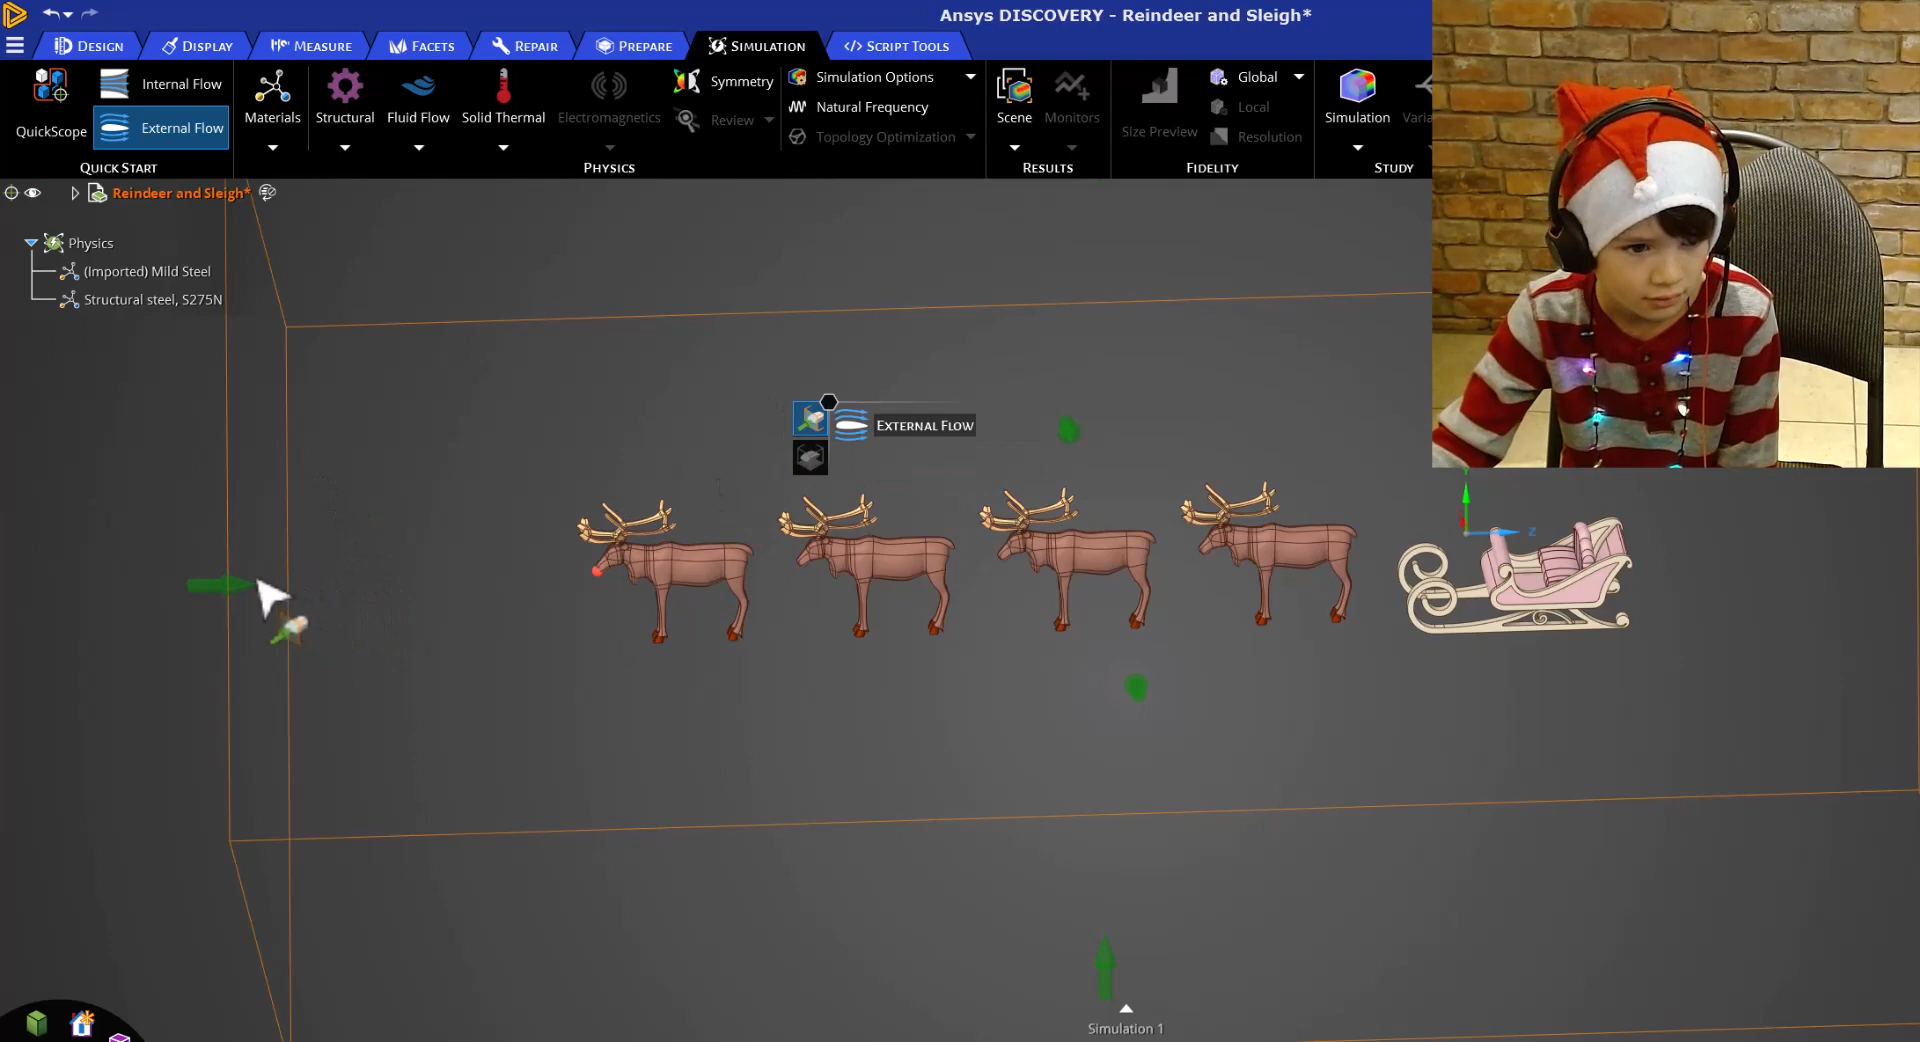 Ansys DISCOVERY - Reindeer and Sleigh*
DESIGN
DISPLAY
MEASURE
FACETS
REPAIR
PREPARE
SIMULATION
SCRIPT TOOLS
QuickScope
Internal Flow
External Flow
QUICK START
Materials
Structural
Fluid Flow
Solid Thermal
Electromagnetics
Symmetry
Review
Simulation Options
Natural Frequency
Topology Optimization
PHYSICS
Scene
Monitors
RESULTS
Size Preview
Global
Local
Resolution
FIDELITY
Simulation
STUDY
Reindeer and Sleigh*
Physics
(Imported) Mild Steel
Structural steel, S275N
EXTERNAL FLOW
Z
Simulation 1